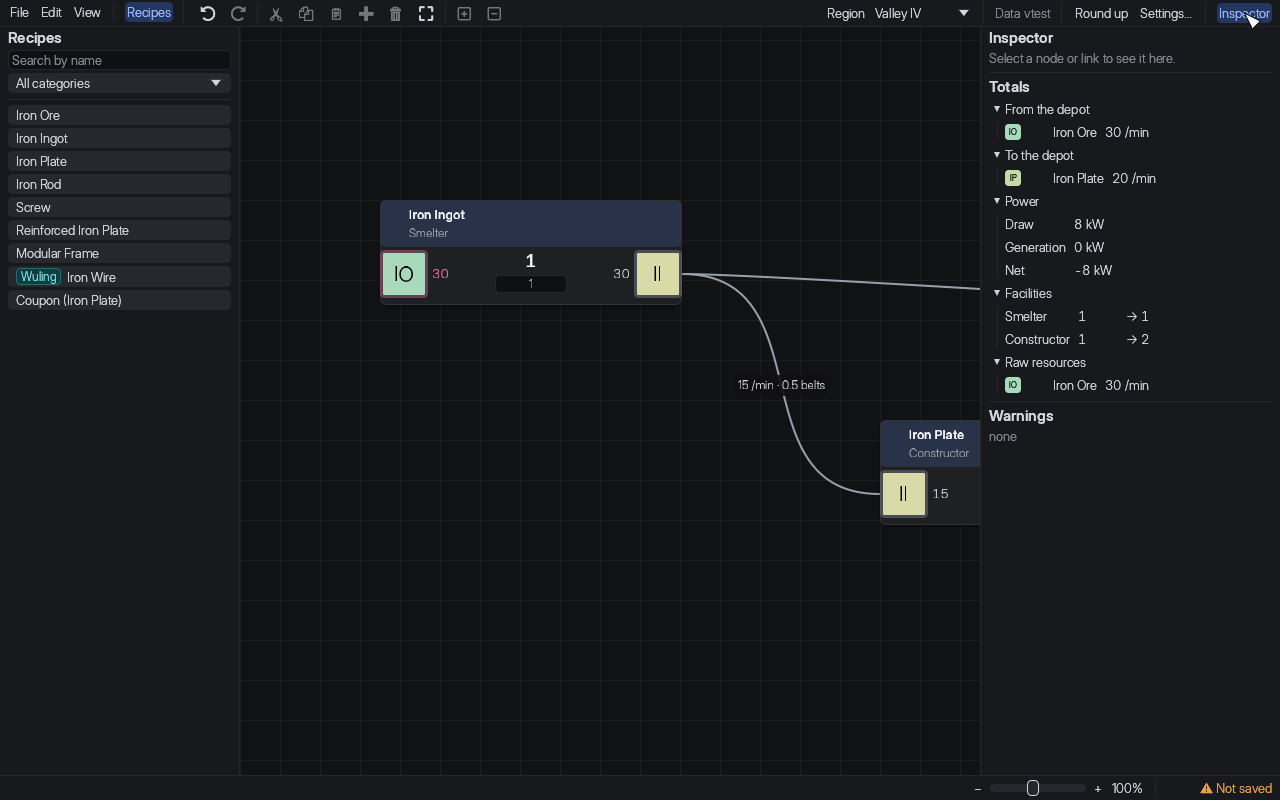 File Edit View Recipes Region Valley IV Data vtest Round up Settings... Inspector
Recipes
Search by name
All categories
Iron Ore
Iron Ingot
Iron Plate
Iron Rod
Screw
Reinforced Iron Plate
Modular Frame
Wuling Iron Wire
Coupon (Iron Plate)
Iron Ingot
Smelter
IO 30 1 30 II
1
15 /min · 0.5 belts
Iron Plate
Constructor
II 15
Inspector
Select a node or link to see it here.
Totals
From the depot
IO Iron Ore 30 /min
To the depot
IP Iron Plate 20 /min
Power
Draw 8 kW
Generation 0 kW
Net -8 kW
Facilities
Smelter 1 → 1
Constructor 1 → 2
Raw resources
IO Iron Ore 30 /min
Warnings
none
− + 100% Not saved